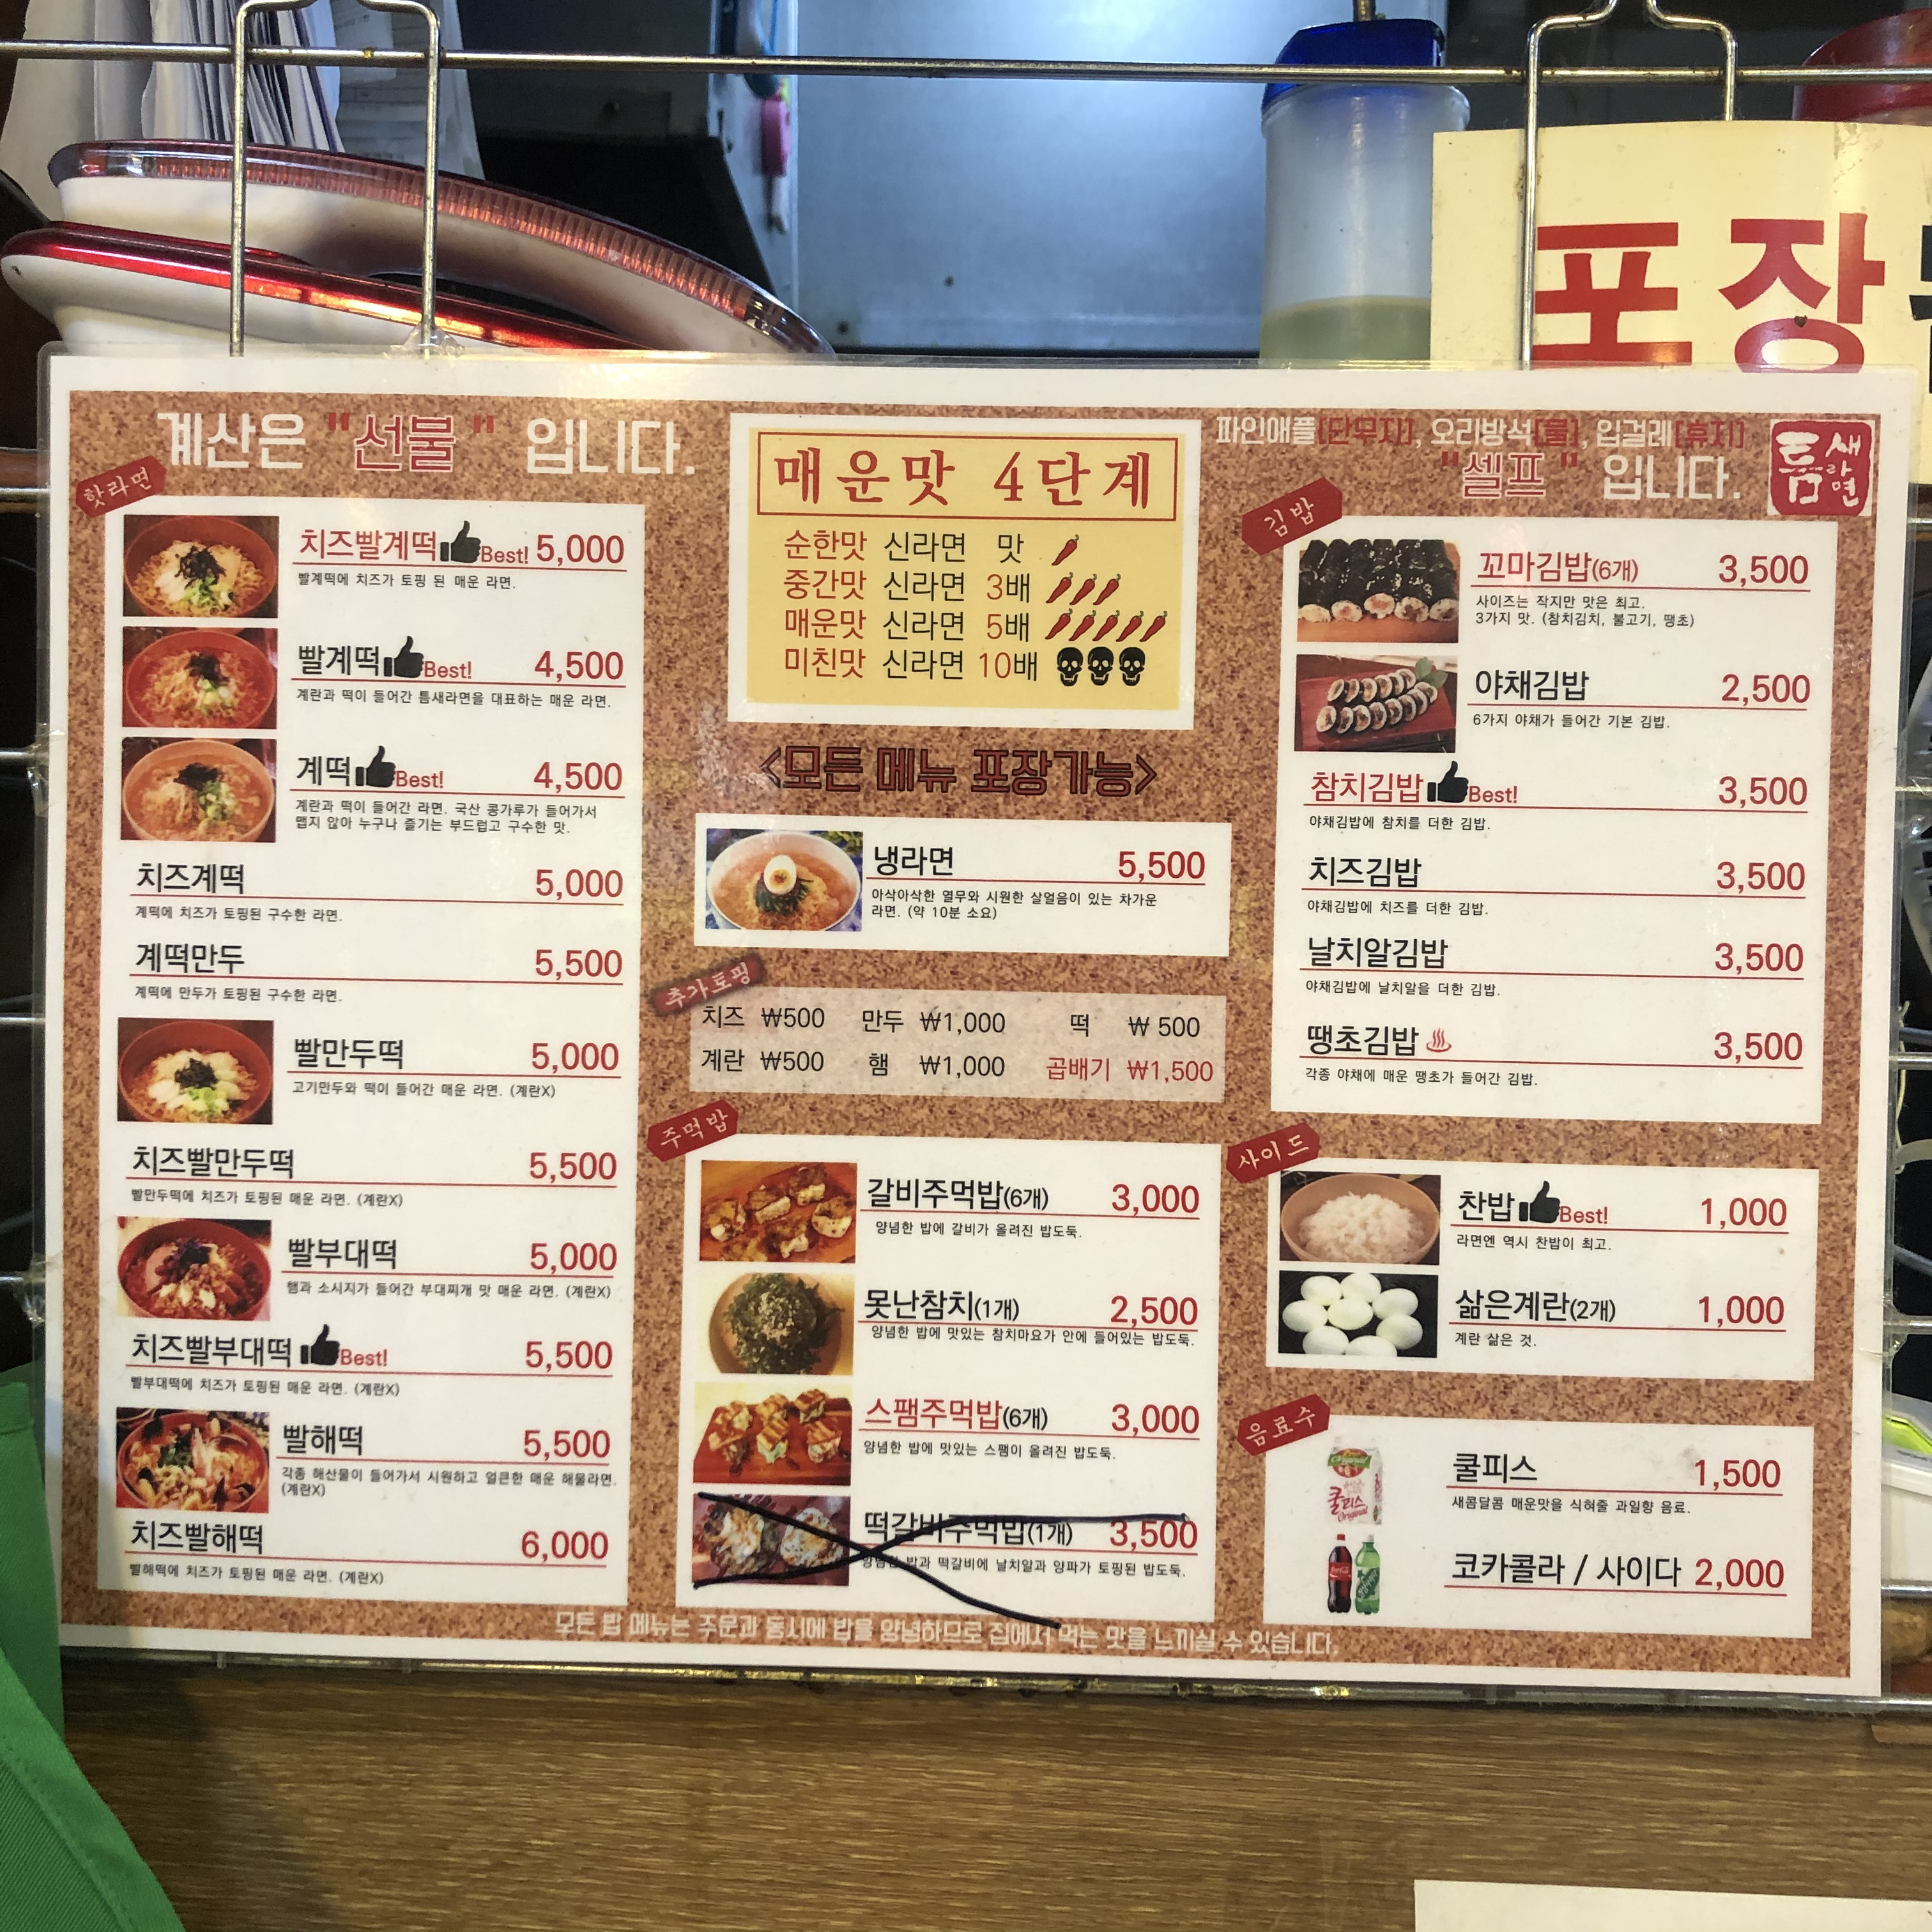 포장
계산은 "선불" 입니다.
핫라면
치즈빨계떡 Best! 5,000
빨계떡에 치즈가 토핑 된 매운 라면.
빨계떡 Best! 4,500
계란과 떡이 들어간 틈새라면을 대표하는 매운 라면.
계떡 Best! 4,500
계란과 떡이 들어간 라면. 국산 콩가루가 들어가서
맵지 않아 누구나 즐기는 부드럽고 구수한 맛.
치즈계떡 5,000
계떡에 치즈가 토핑된 구수한 라면.
계떡만두 5,500
계떡에 만두가 토핑된 구수한 라면.
빨만두떡 5,000
고기만두와 떡이 들어간 매운 라면. (계란X)
치즈빨만두떡 5,500
빨만두떡에 치즈가 토핑된 매운 라면. (계란X)
빨부대떡 5,000
햄과 소시지가 들어간 부대찌개 맛 매운 라면. (계란X)
치즈빨부대떡 Best! 5,500
빨부대떡에 치즈가 토핑된 매운 라면. (계란X)
빨해떡 5,500
각종 해산물이 들어가서 시원하고 얼큰한 매운 해물라면.
(계란X)
치즈빨해떡 6,000
빨해떡에 치즈가 토핑된 매운 라면. (계란X)
매운맛 4단계
순한맛 신라면 맛
중간맛 신라면 3배
매운맛 신라면 5배
미친맛 신라면 10배
<모든 메뉴 포장가능>
냉라면 5,500
아삭아삭한 열무와 시원한 살얼음이 있는 차가운
라면. (약 10분 소요)
추가토핑
치즈 ₩500 만두 ₩1,000 떡 ₩ 500
계란 ₩500 햄 ₩1,000 곱배기 ₩1,500
주먹밥
갈비주먹밥(6개) 3,000
양념한 밥에 갈비가 올려진 밥도둑.
못난참치(1개) 2,500
양념한 밥에 맛있는 참치마요가 안에 들어있는 밥도둑.
스팸주먹밥(6개) 3,000
양념한 밥에 맛있는 스팸이 올려진 밥도둑.
떡갈비주먹밥(1개) 3,500
양념한 밥과 떡갈비에 날치알과 양파가 토핑된 밥도둑.
파인애플[단무지], 오리방석[물], 입걸레[휴지]
"셀프" 입니다.
틈새라면
김밥
꼬마김밥(6개) 3,500
사이즈는 작지만 맛은 최고.
3가지 맛. (참치김치, 불고기, 땡초)
야채김밥 2,500
6가지 야채가 들어간 기본 김밥.
참치김밥 Best! 3,500
야채김밥에 참치를 더한 김밥.
치즈김밥 3,500
야채김밥에 치즈를 더한 김밥.
날치알김밥 3,500
야채김밥에 날치알을 더한 김밥.
땡초김밥 3,500
각종 야채에 매운 땡초가 들어간 김밥.
사이드
찬밥 Best! 1,000
라면엔 역시 찬밥이 최고.
삶은계란(2개) 1,000
계란 삶은 것.
음료수
쿨피스 1,500
새콤달콤 매운맛을 식혀줄 과일향 음료.
쿨피스
Original
코카콜라 / 사이다 2,000
모든 밥 메뉴는 주문과 동시에 밥을 양념하므로 집에서 먹는 맛을 느끼실 수 있습니다.